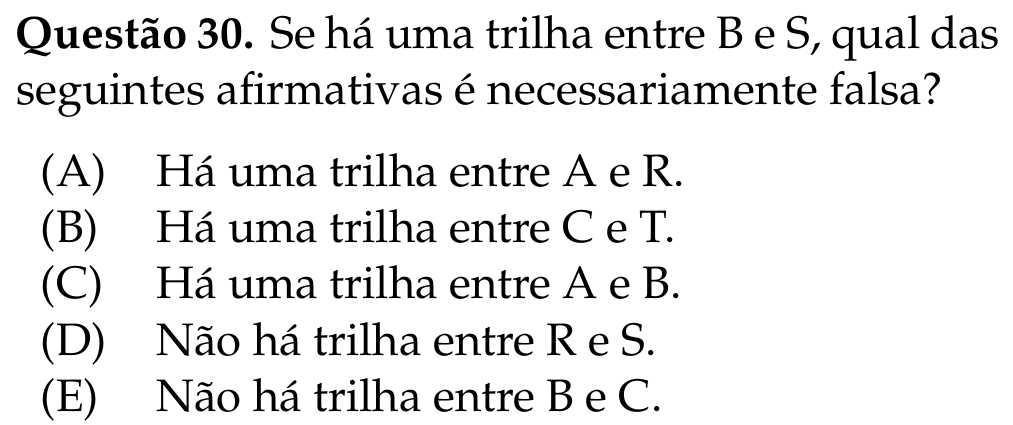 Questão 30. Se há uma trilha entre B e S, qual das
seguintes afirmativas é necessariamente falsa?
(A) Há uma trilha entre A e R.
(B) Há uma trilha entre C e T.
(C) Há uma trilha entre A e B.
(D) Não há trilha entre R e S.
(E) Não há trilha entre B e C.